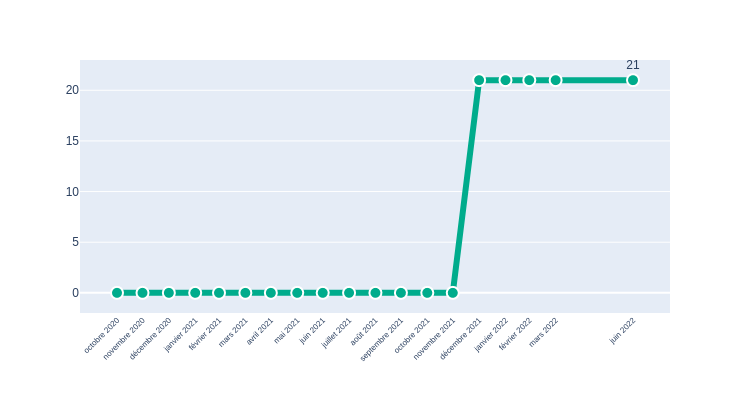 21
20
15
10
5
0
octobre 2020
novembre 2020
décembre 2020
janvier 2021
février 2021
mars 2021
avril 2021
mai 2021
juin 2021
juillet 2021
août 2021
septembre 2021
octobre 2021
novembre 2021
décembre 2021
janvier 2022
février 2022
mars 2022
juin 2022